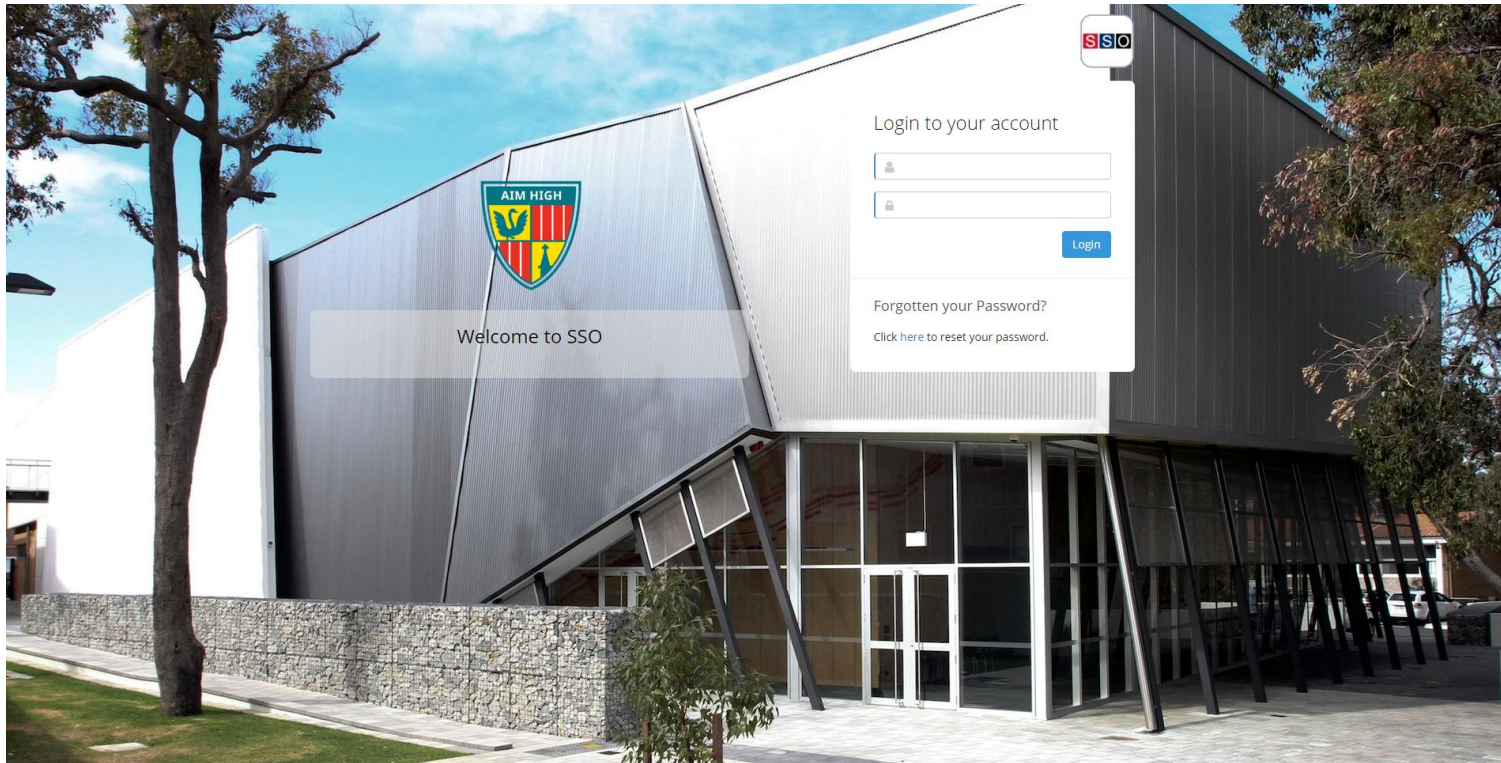 SSO
AIM HIGH
Login to your account
Login
Welcome to SSO
Forgotten your Password?
Click here to reset your password.